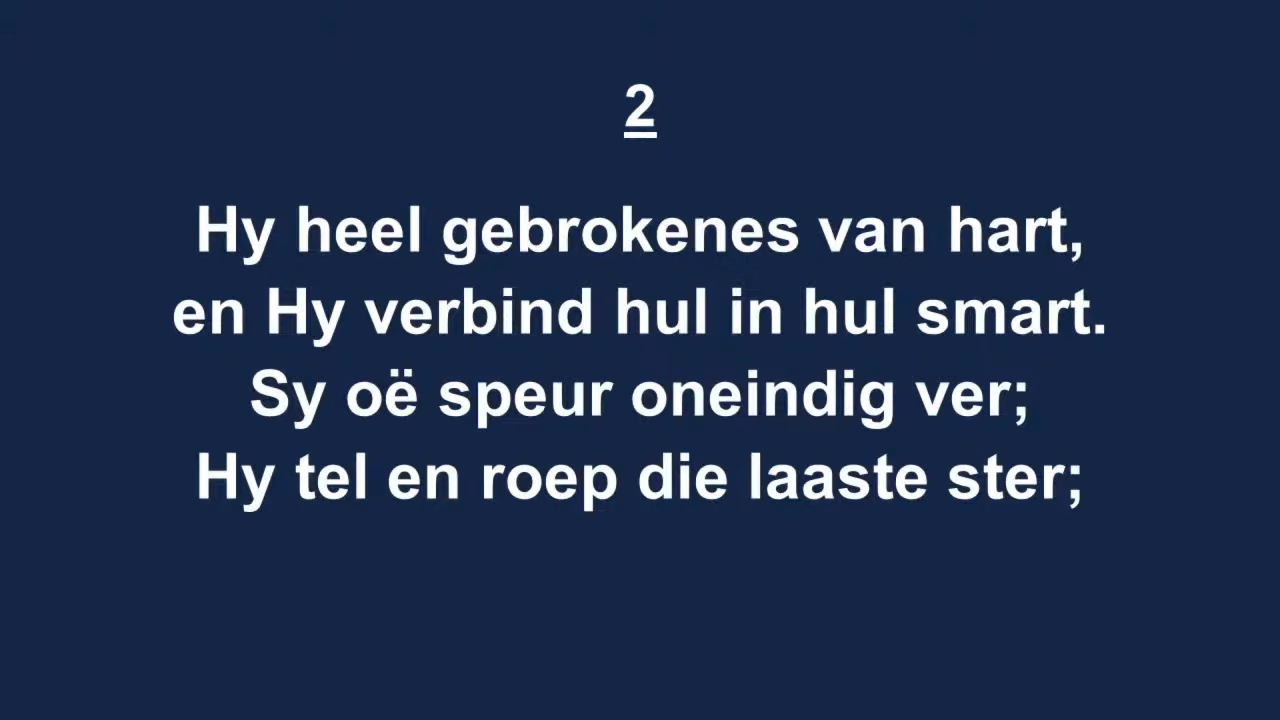 2
Hy heel gebrokenes van hart,
en Hy verbind hul in hul smart.
Sy oë speur oneindig ver;
Hy tel en roep die laaste ster;